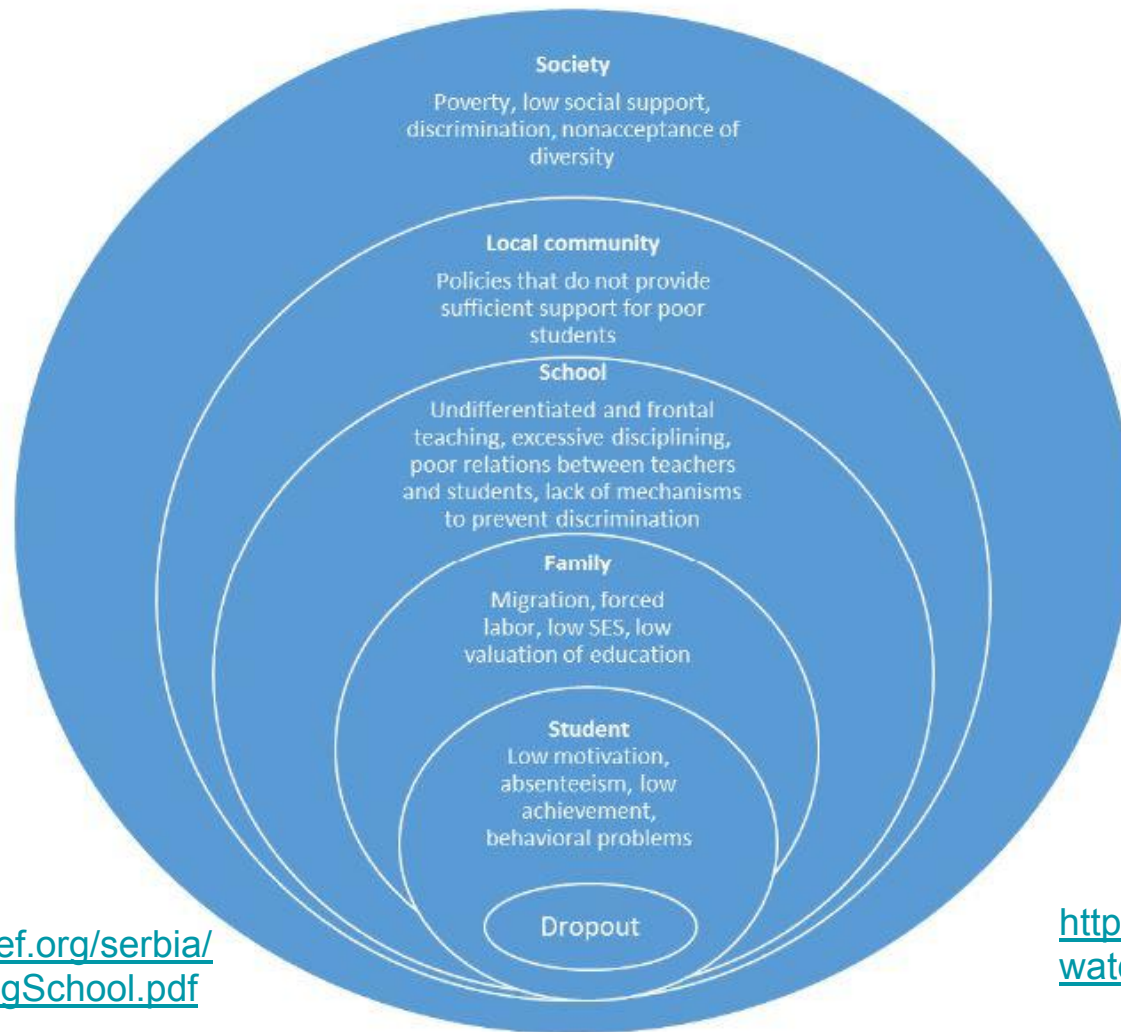 Society
Poverty, low social support,
discrimination, nonacceptance of
diversity
Local community
Policies that do not provide
sufficient support for poor
students
School
Undifferentiated and frontal
teaching, excessive disciplining,
poor relations between teachers
and students, lack of mechanisms
to prevent discrimination
Family
Migration, forced
labor, low SES, low
valuation of education
Student
Low motivation,
absenteeism, low
achievement,
behavioral problems
Dropout
ef.org/serbia/
gSchool.pdf
http
wat